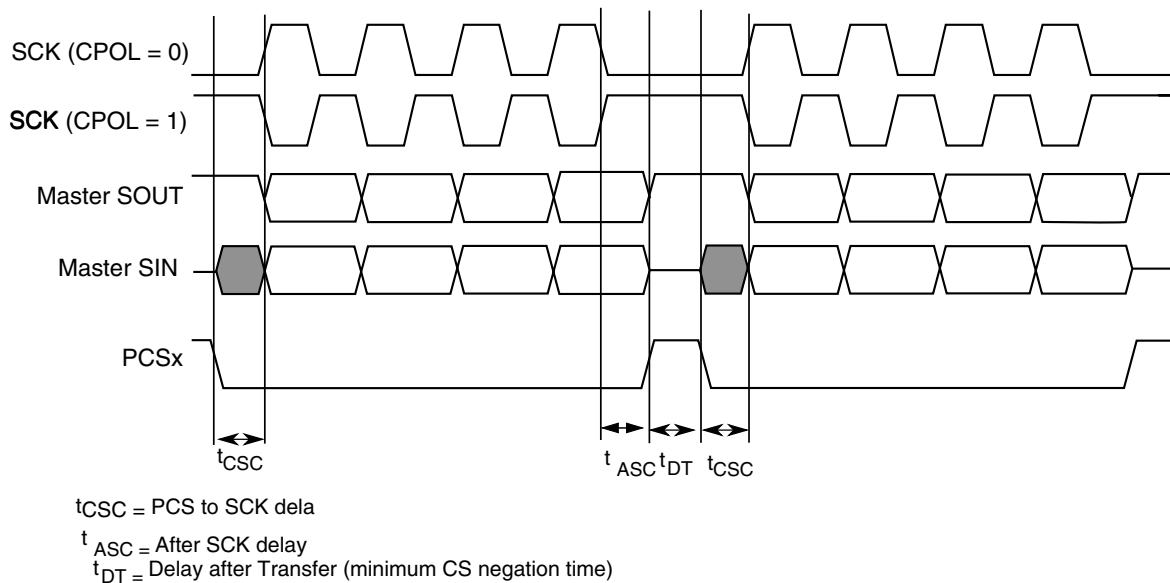 SCK (CPOL = 0)
SCK (CPOL = 1)
Master SOUT
Master SIN
PCSx
tCSC
t ASC
tDT
tCSC
tCSC = PCS to SCK dela
t ASC = After SCK delay
tDT = Delay after Transfer (minimum CS negation time)